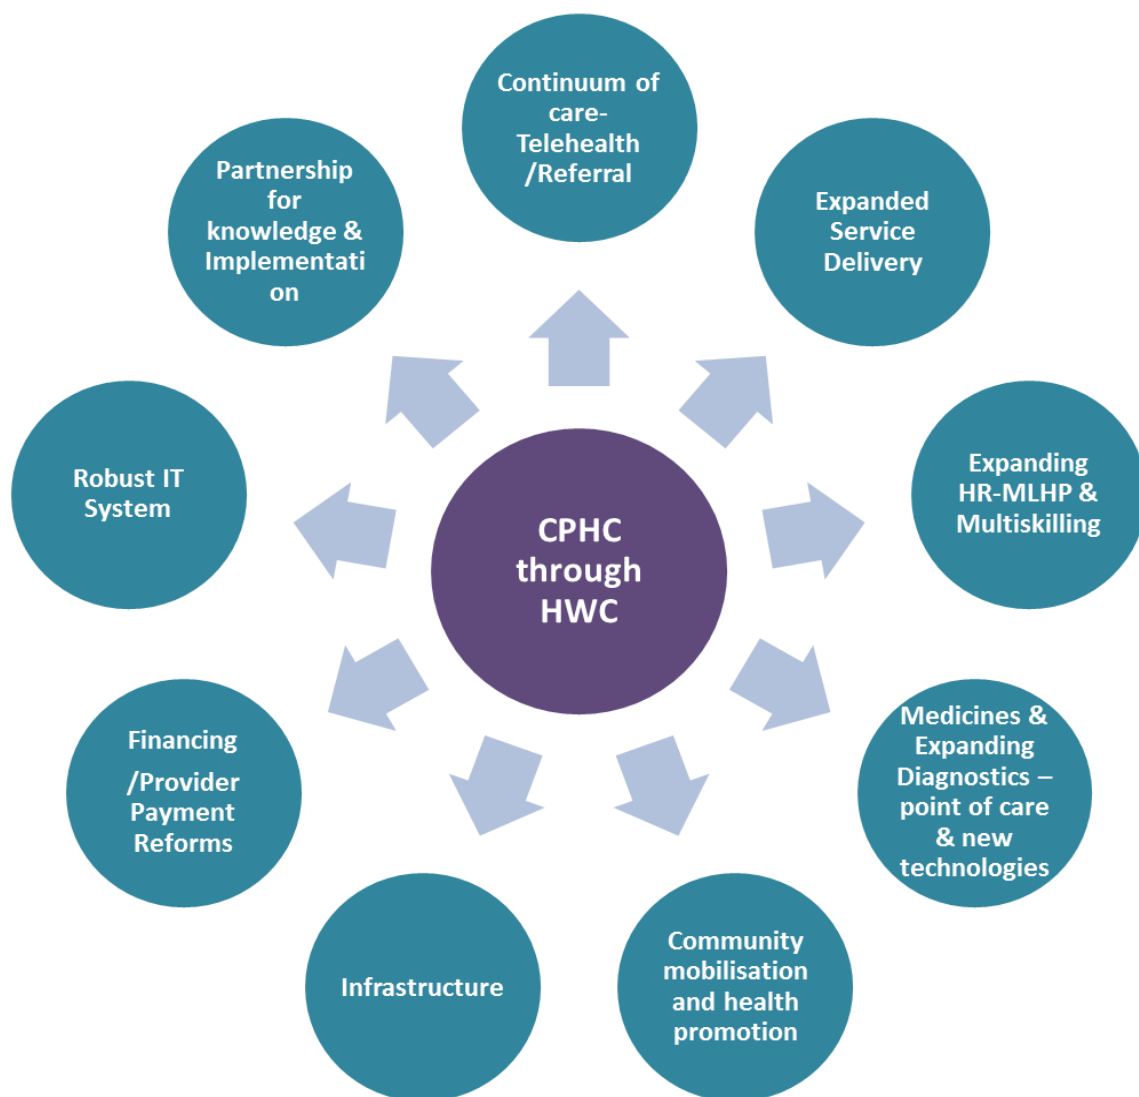 Continuum of
care-
Telehealth
/Referral
Expanded
Service
Delivery
Expanding
HR-MLHP &
Multiskilling
Medicines &
Expanding
Diagnostics –
point of care
& new
technologies
Community
mobilisation
and health
promotion
Infrastructure
Financing
/Provider
Payment
Reforms
Robust IT
System
Partnership
for
knowledge &
Implementati
on
CPHC
through
HWC